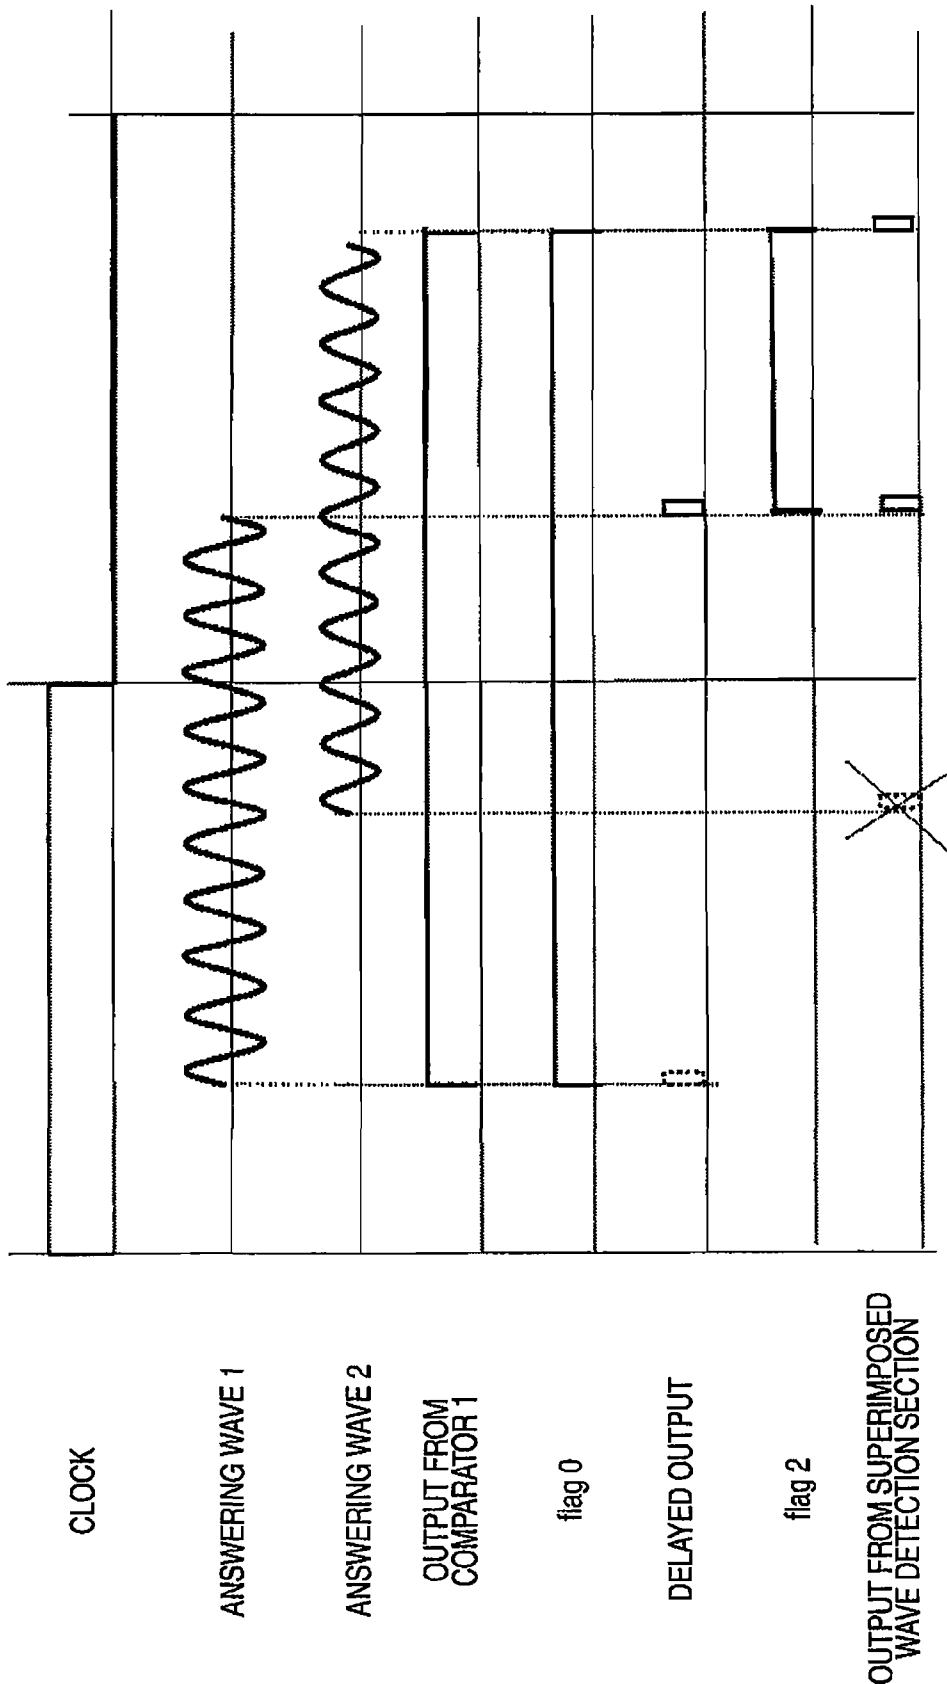 CLOCK
ANSWERING WAVE 1
ANSWERING WAVE 2
OUTPUT FROM
COMPARATOR 1
flag 0
DELAYED OUTPUT
flag 2
OUTPUT FROM SUPERIMPOSED
WAVE DETECTION SECTION